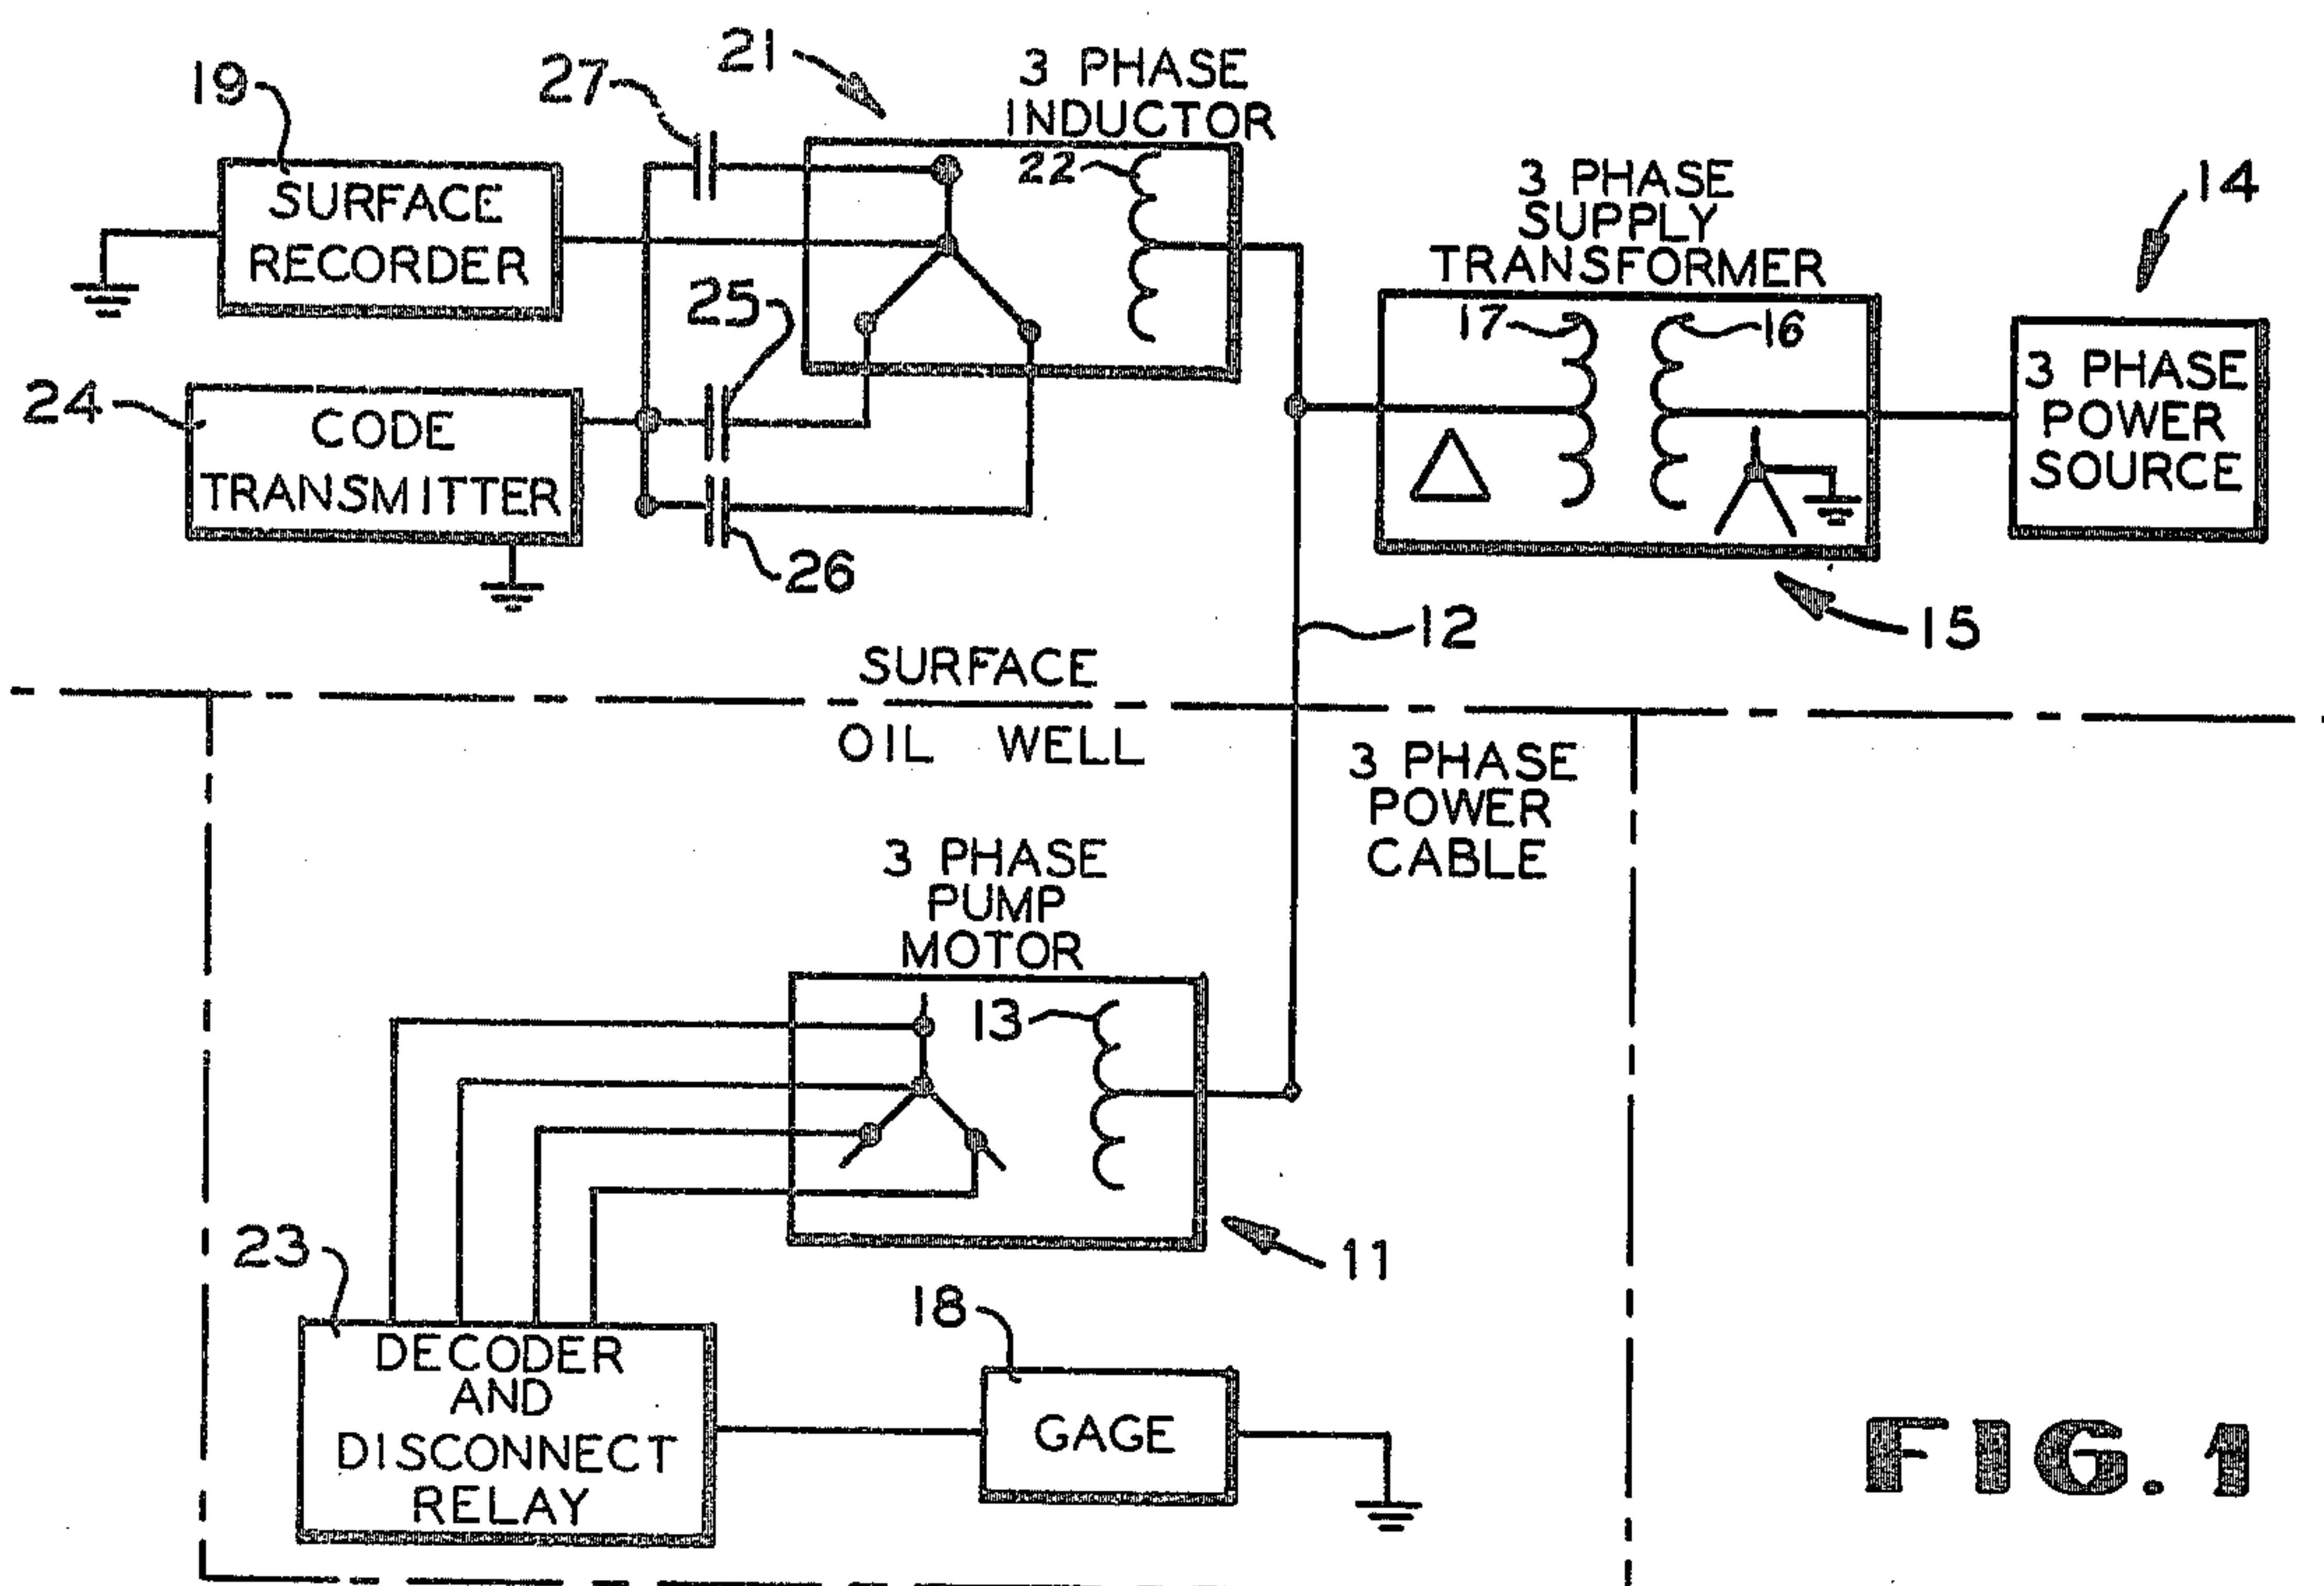 21
3 PHASE
INDUCTOR
27
19
22
SURFACE
RECORDER
3 PHASE
SUPPLY
TRANSFORMER
14
25
17
16
24
CODE
TRANSMITTER
3 PHASE
POWER
SOURCE
26
12
15
SURFACE
OIL WELL
3 PHASE
POWER
CABLE
3 PHASE
PUMP
MOTOR
13
23
11
18
DECODER
AND
DISCONNECT
RELAY
GAGE
FIG. 1